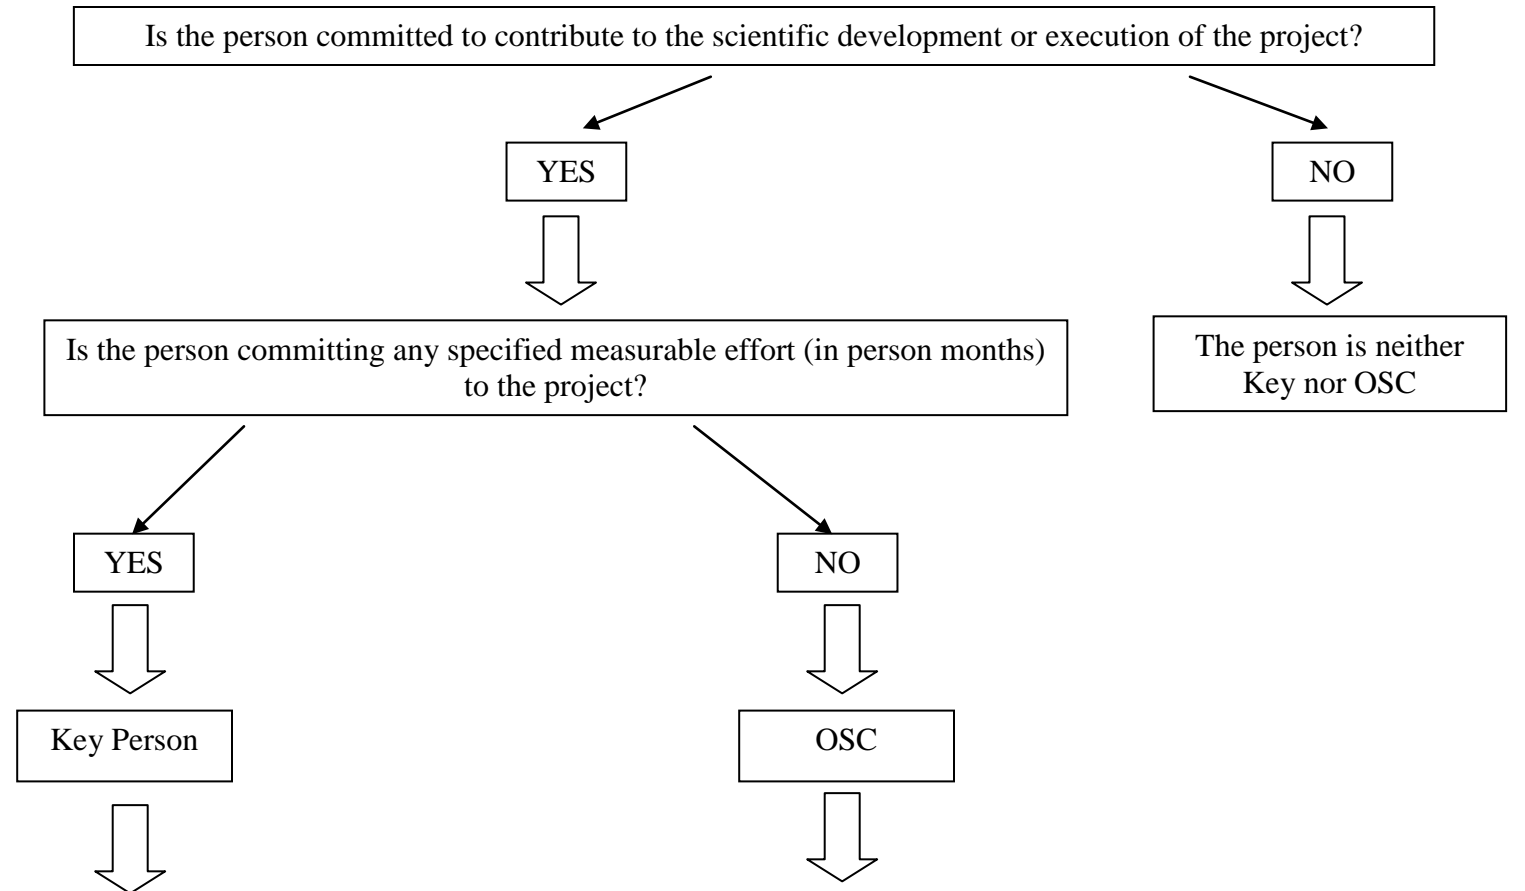 Is the person committed to contribute to the scientific development or execution of the project?
YES
NO
Is the person committing any specified measurable effort (in person months)
to the project?
The person is neither
Key nor OSC
YES
NO
Key Person
OSC